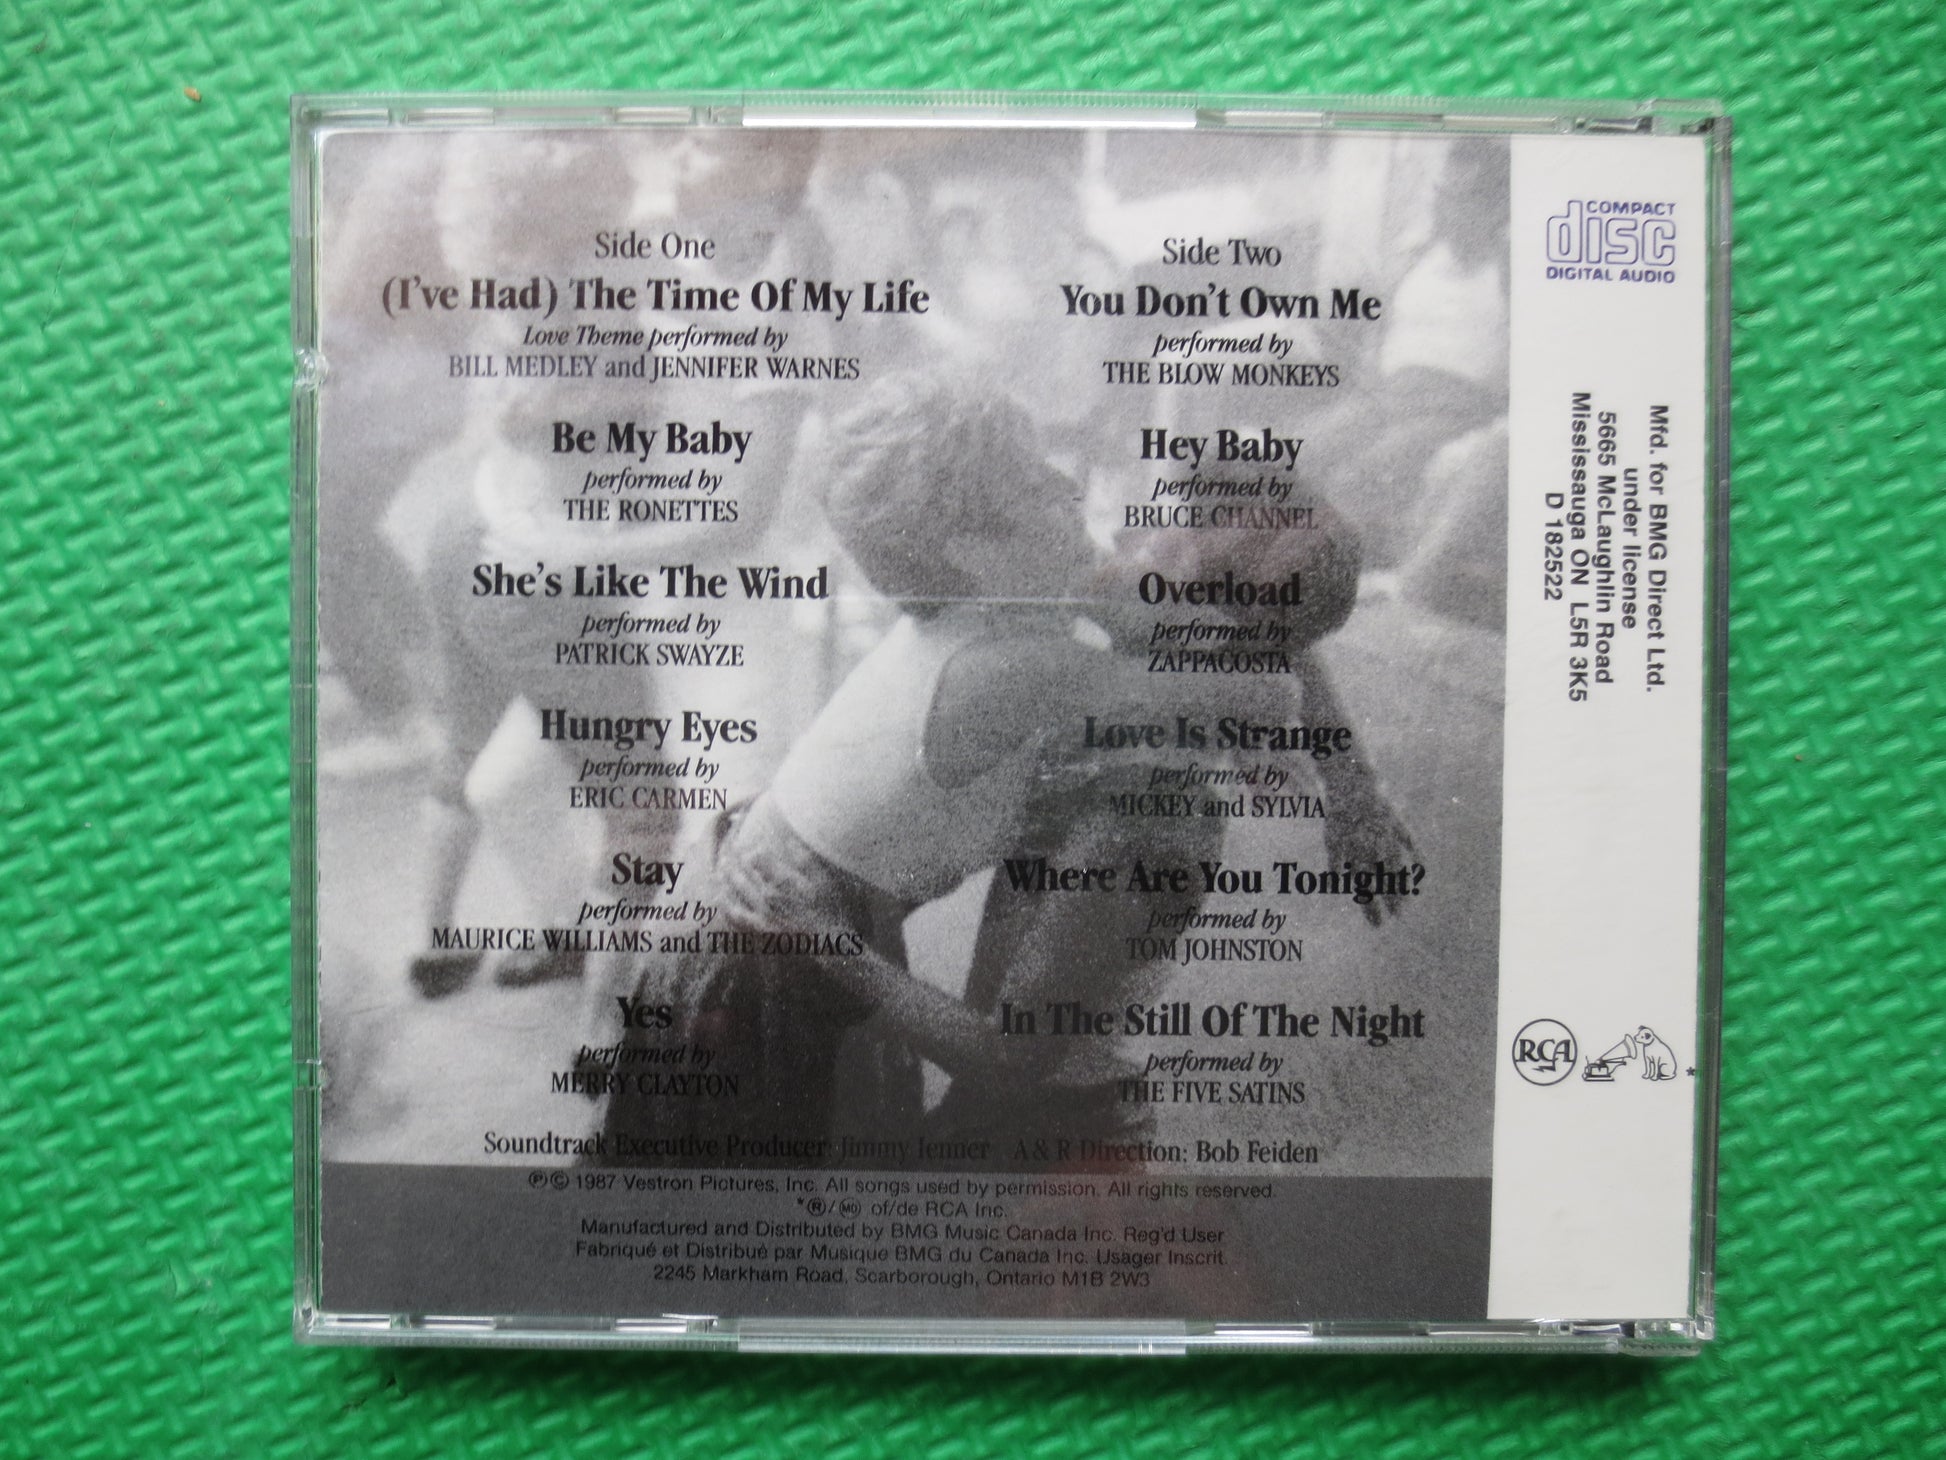 Side One
(I've Had) The Time Of My Life
Love Theme performed by
BILL MEDLEY and JENNIFER WARNES
Be My Baby
performed by
THE RONETTES
She's Like The Wind
performed by
PATRICK SWAYZE
Hungry Eyes
performed by
ERIC CARMEN
Stay
performed by
MAURICE WILLIAMS and THE ZODIACS
Yes
performed by
MERRY CLAYTON
Side Two
You Don't Own Me
performed by
THE BLOW MONKEYS
Hey Baby
performed by
BRUCE CHANNEL
Overload
performed by
ZAPPACOSTA
Love Is Strange
performed by
MICKEY and SYLVIA
Where Are You Tonight?
performed by
TOM JOHNSTON
In The Still Of The Night
performed by
THE FIVE SATINS
Soundtrack Executive Producer: Jimmy Ienner A & R Direction: Bob Feiden
℗© 1987 Vestron Pictures, Inc. All songs used by permission. All rights reserved.
*®/MD of/de RCA Inc.
Manufactured and Distributed by BMG Music Canada Inc. Reg'd User
Fabriqué et Distribué par Musique BMG du Canada Inc. Usager Inscrit.
2245 Markham Road, Scarborough, Ontario M1B 2W3
COMPACT
disc
DIGITAL AUDIO
Mfd. for BMG Direct Ltd.
under license
5665 McLaughlin Road
Mississauga ON L5R 3K5
D 182522
RCA
*